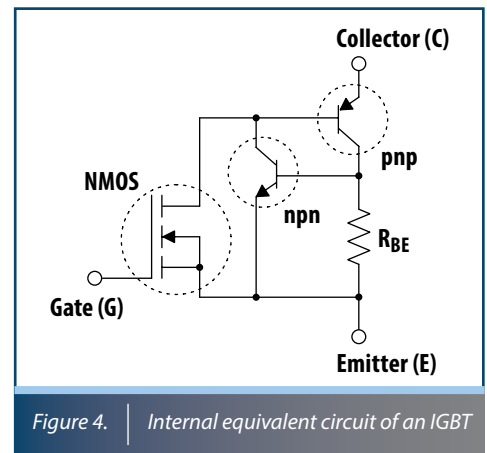 Collector (C)
pnp
NMOS
npn
RBE
Gate (G)
Emitter (E)
Figure 4. | Internal equivalent circuit of an IGBT